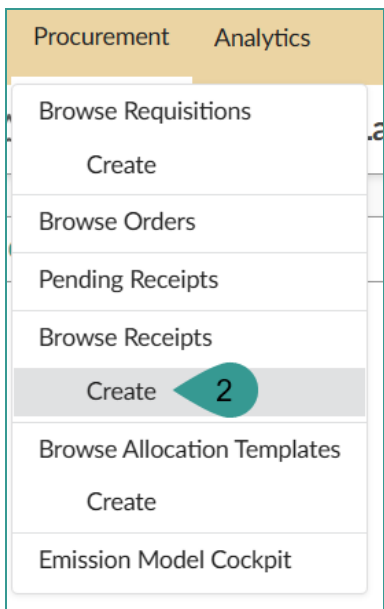 Procurement Analytics
Browse Requisitions
Create
Browse Orders
Pending Receipts
Browse Receipts
Create 2
Browse Allocation Templates
Create
Emission Model Cockpit